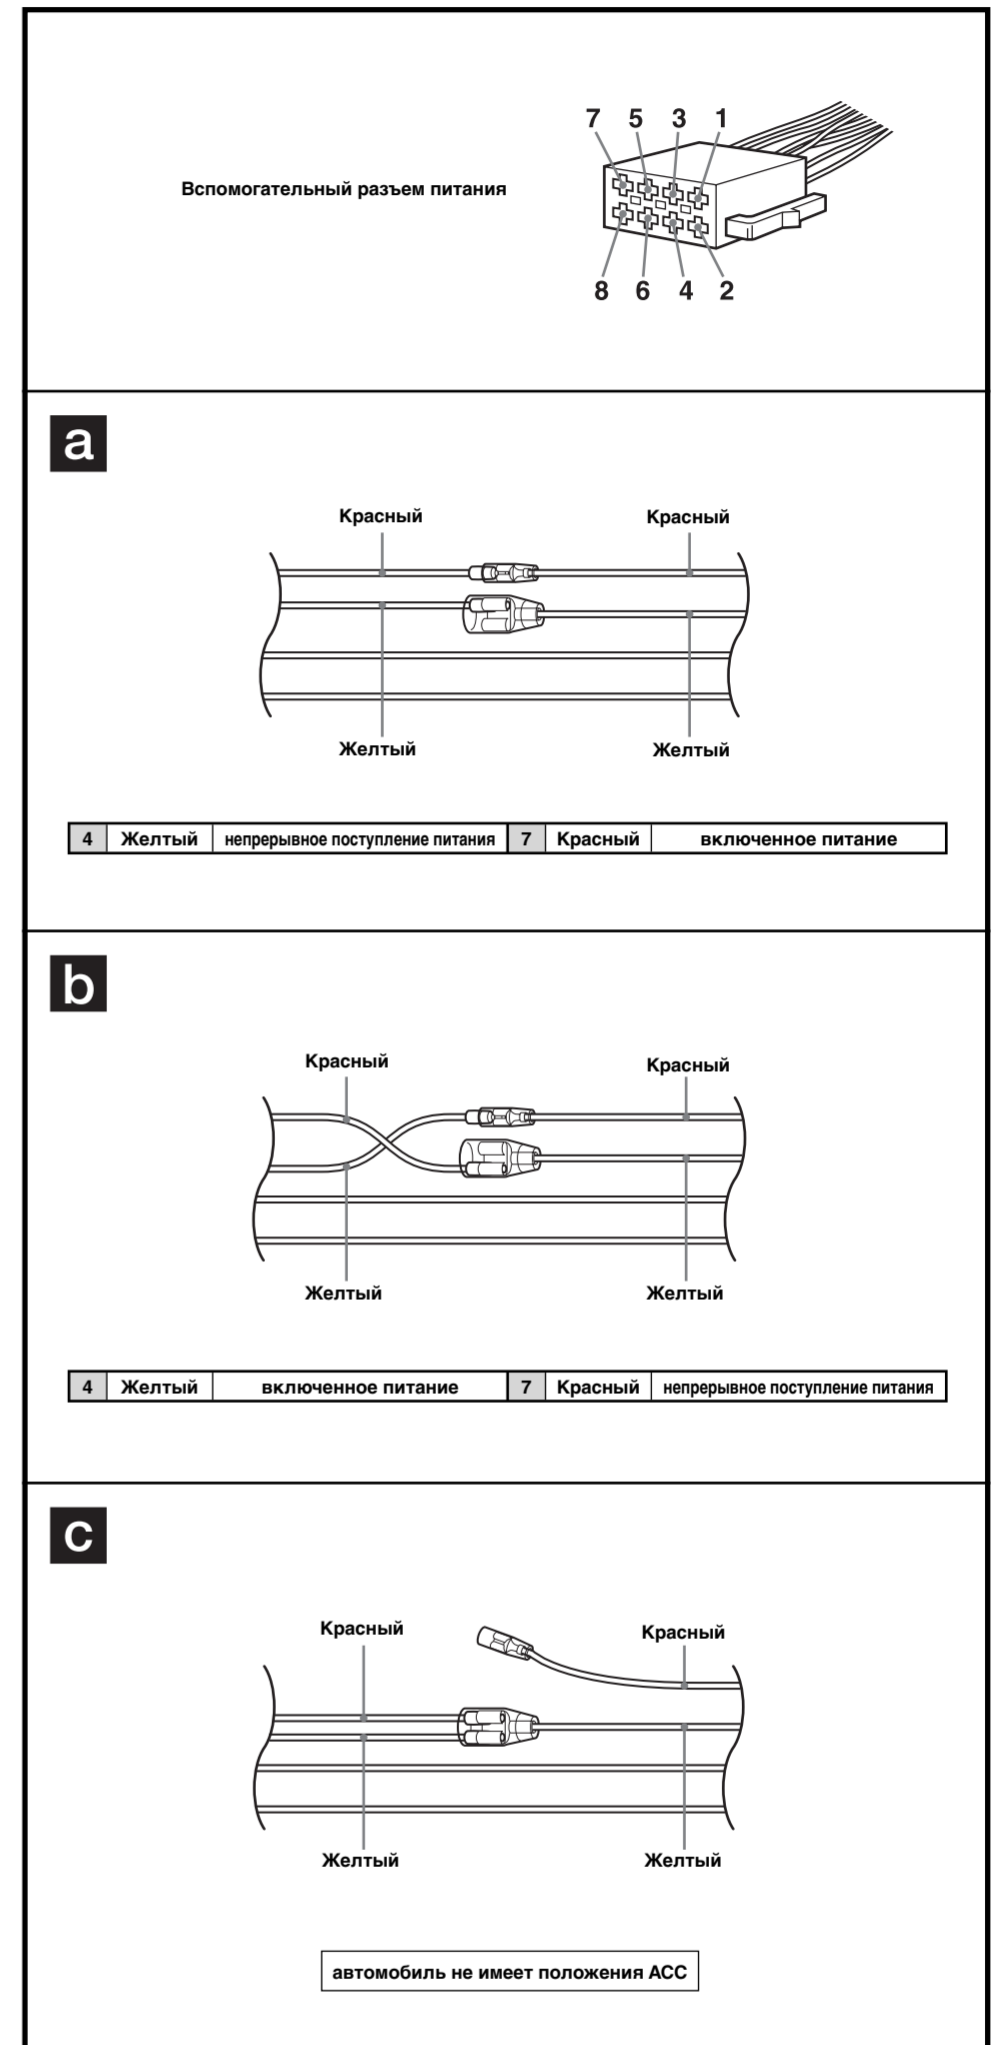 7 5 3 1
Вспомогательный разъем питания
8 6 4 2
a
Красный Красный
Желтый Желтый
4 Желтый непрерывное поступление питания 7 Красный включенное питание
b
Красный Красный
Желтый Желтый
4 Желтый включенное питание 7 Красный непрерывное поступление питания
c
Красный Красный
Желтый Желтый
автомобиль не имеет положения ACC